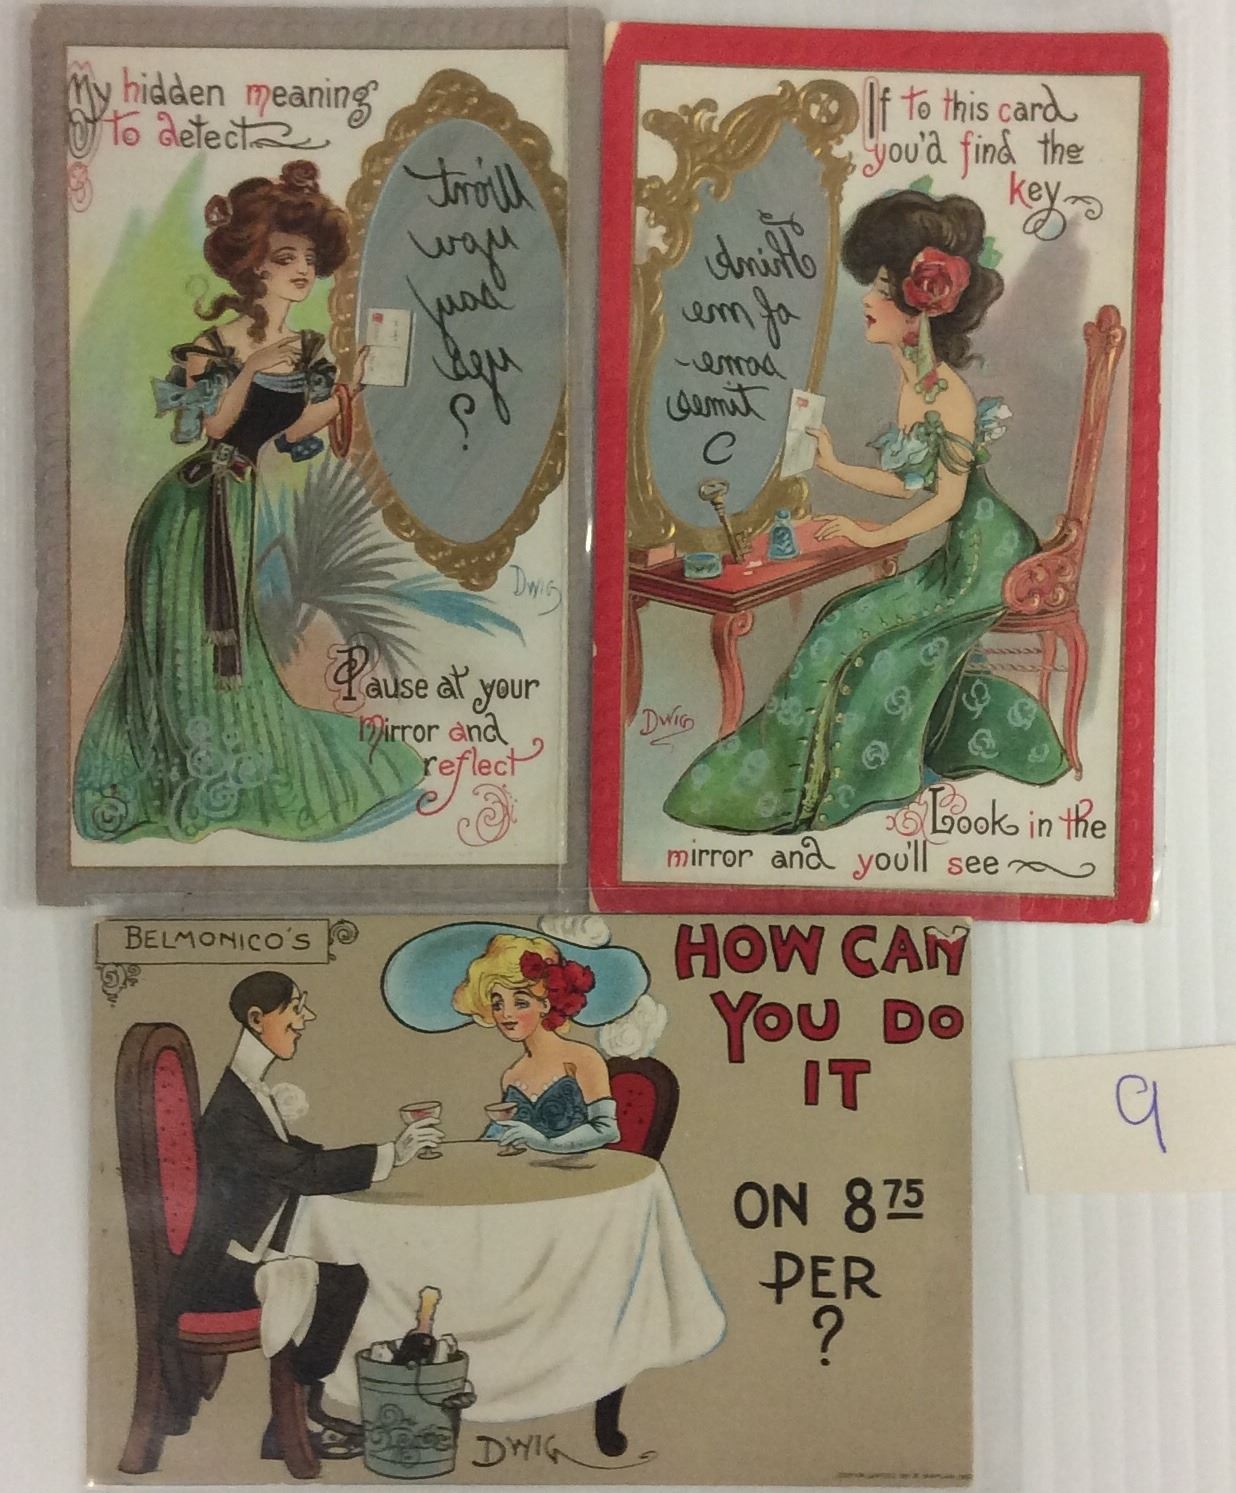 My hidden meaning
to detect
Won't
you
just
yes
?
DWIG
Pause at your
mirror and
reflect
If to this card
you'd find the
key
Think
of me
some-
times
DWIG
Look in the
mirror and you'll see
BELMONICO'S
HOW CAN
YOU DO
IT
ON 8 75
PER
?
DWIG
9